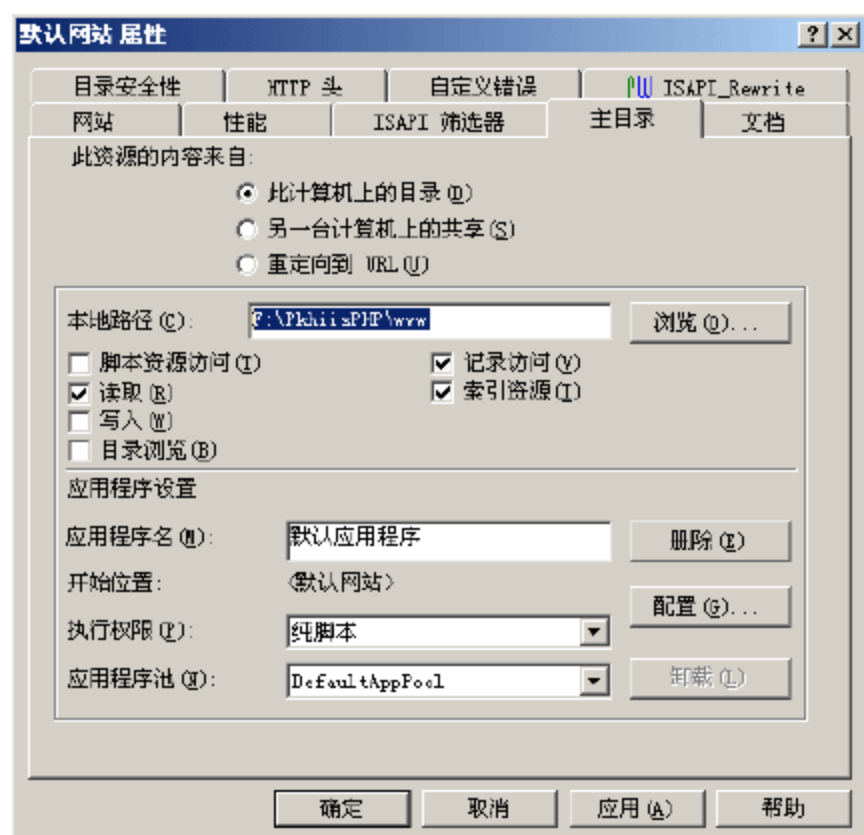 默认网站 属性
目录安全性 HTTP 头 自定义错误 ISAPI_Rewrite
网站 性能 ISAPI 筛选器 主目录 文档
此资源的内容来自:
此计算机上的目录(D)
另一台计算机上的共享(S)
重定向到 URL(U)
本地路径(C): F:\PkhiisPHP\www 浏览(O)...
脚本资源访问(T) 记录访问(V)
读取(R) 索引资源(I)
写入(W)
目录浏览(B)
应用程序设置
应用程序名(M): 默认应用程序 删除(E)
开始位置: <默认网站>
配置(G)...
执行权限(P): 纯脚本
应用程序池(N): DefaultAppPool 卸载(L)
确定 取消 应用(A) 帮助